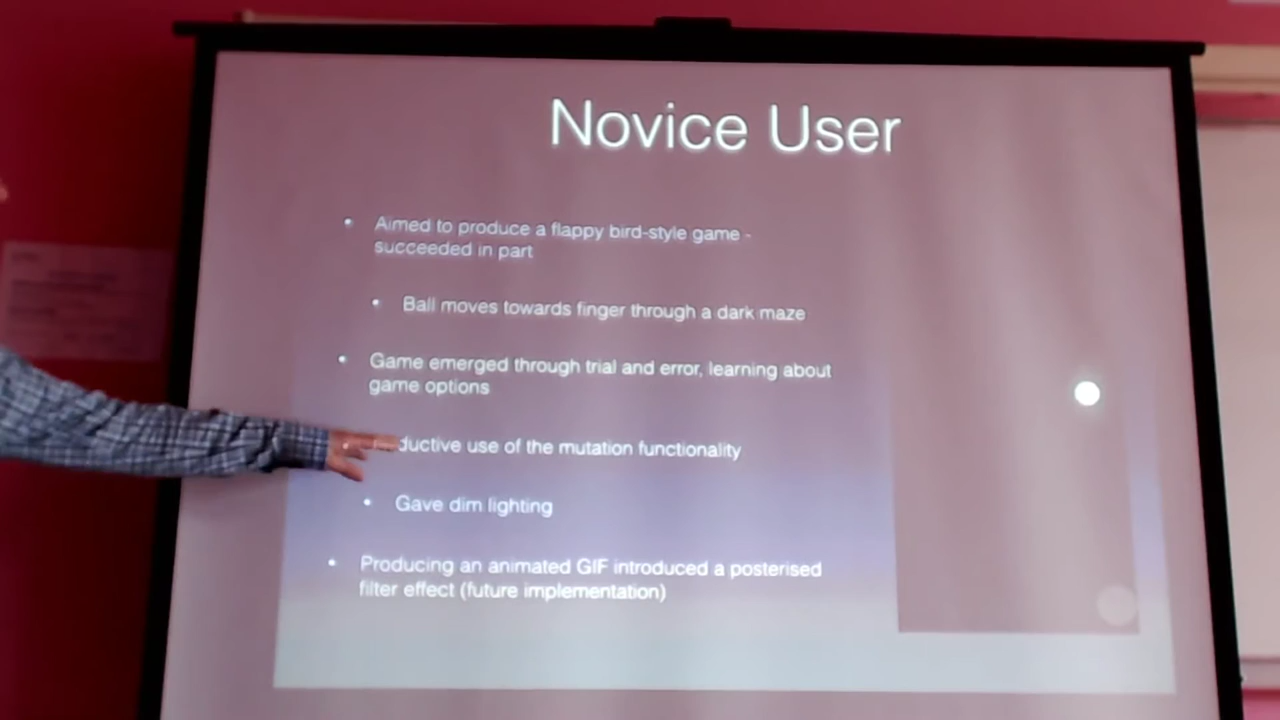 Novice User
• Aimed to produce a flappy bird-style game -
succeeded in part
• Ball moves towards finger through a dark maze
• Game emerged through trial and error, learning about
game options
use of the mutation functionality
• Gave dim lighting
• Producing an animated GIF introduced a posterised
filter effect (future implementation)